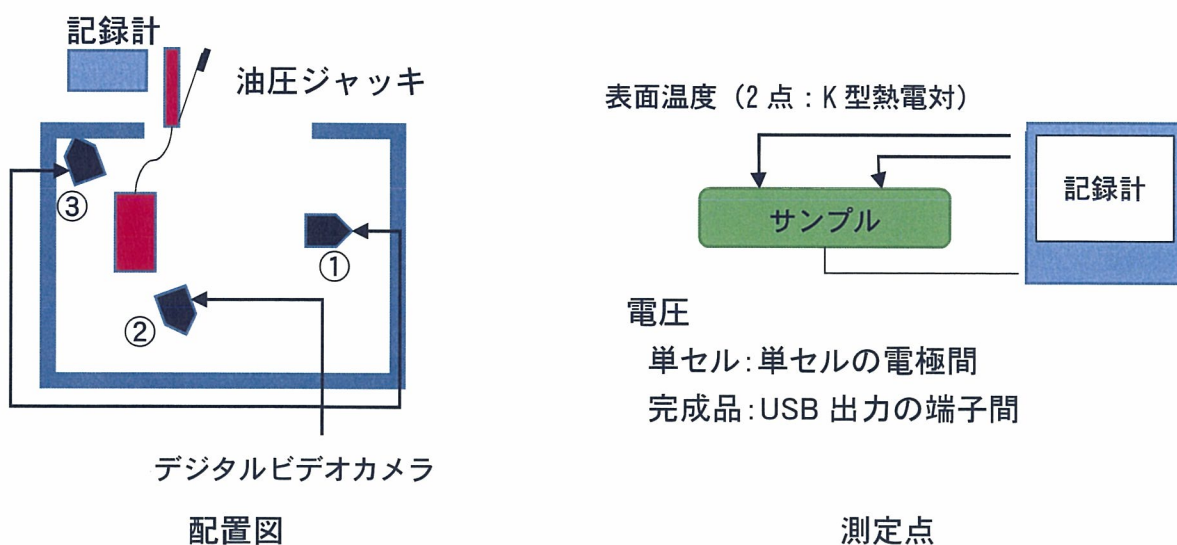 記録計
油圧ジャッキ
③
①
②
デジタルビデオカメラ
配置図
表面温度（2点：K型熱電対）
記録計
サンプル
電圧
単セル：単セルの電極間
完成品：USB 出力の端子間
測定点